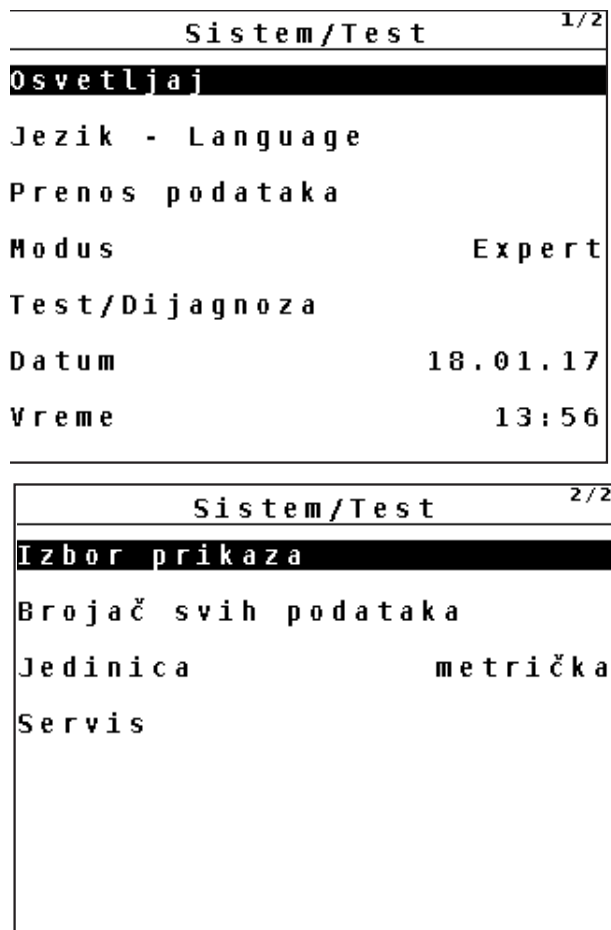 Sistem/Test 1/2
Osvetljaj
Jezik - Language
Prenos podataka
Modus Expert
Test/Dijagnoza
Datum 18.01.17
Vreme 13:56
Sistem/Test 2/2
Izbor prikaza
Brojač svih podataka
Jedinica metrička
Servis